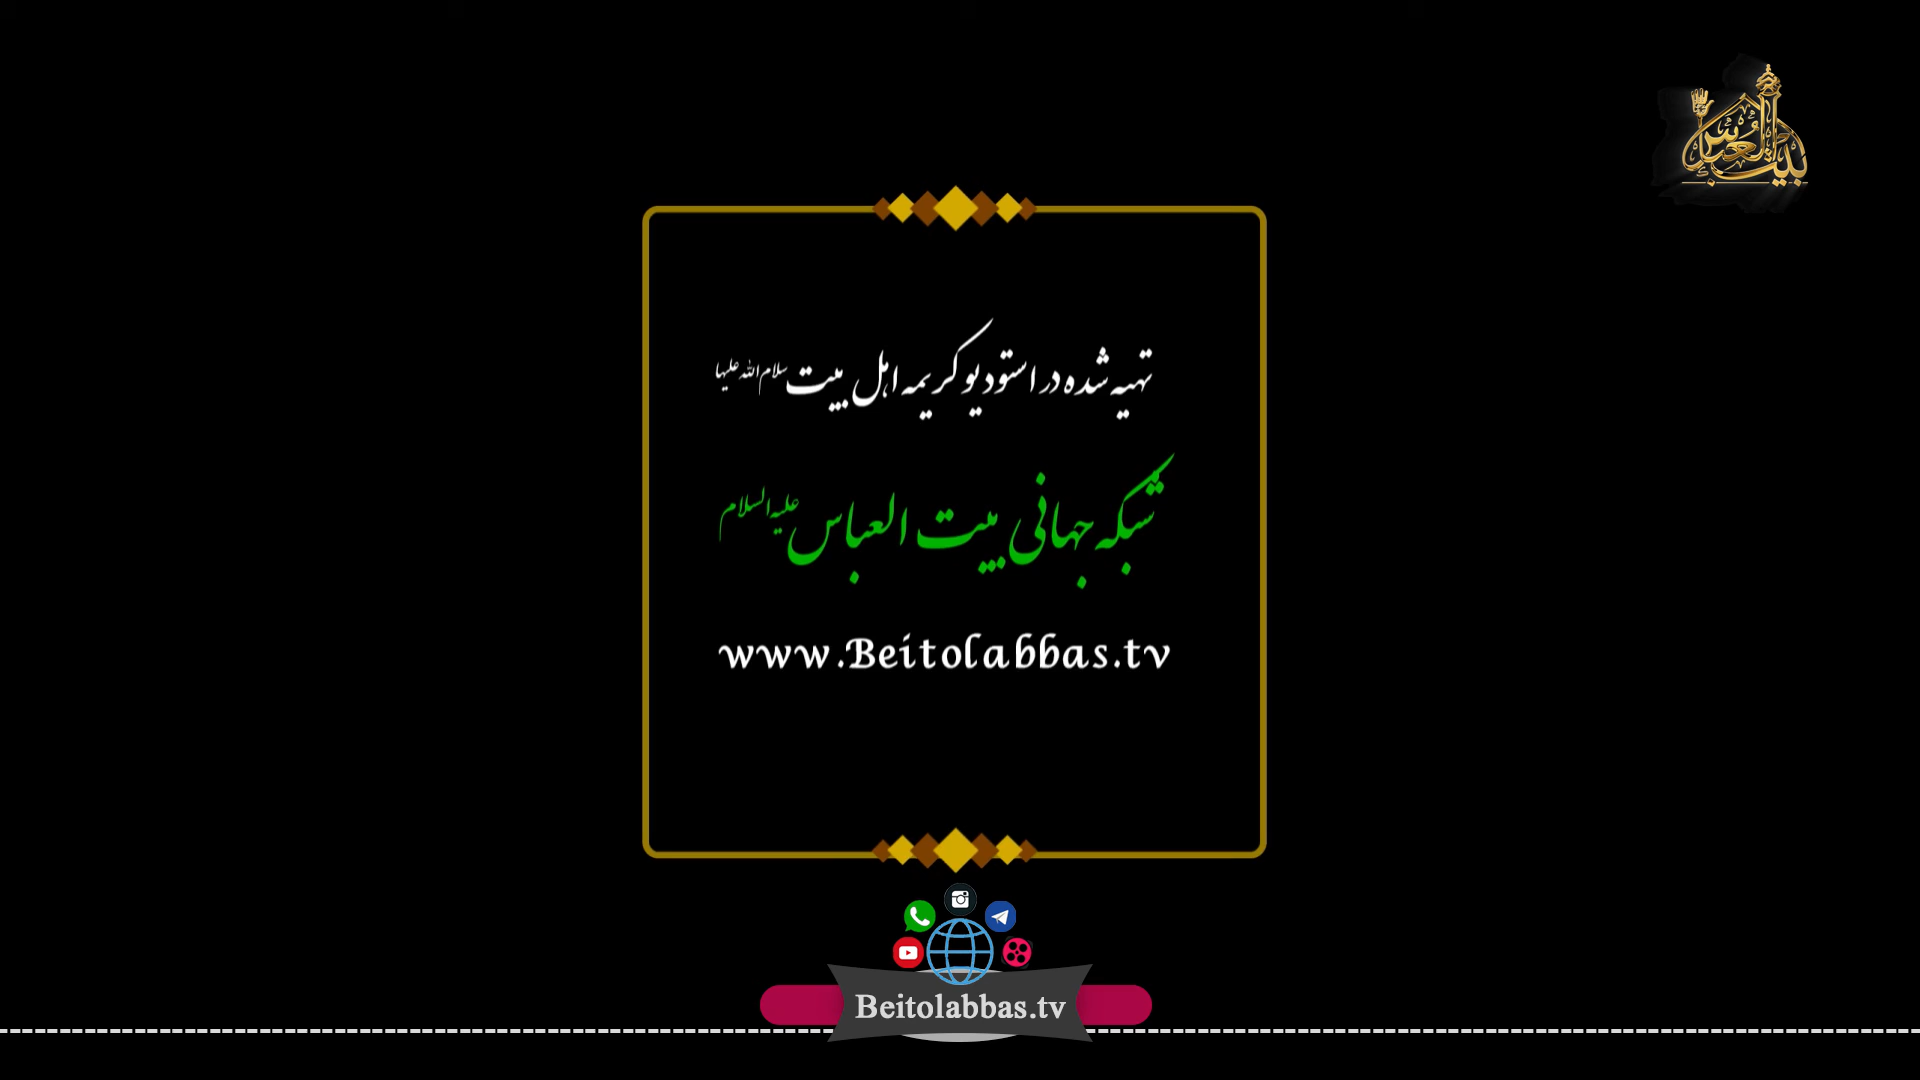 بیت العباس
تهیه شده در استودیو کریمه اهل بیت سلام الله علیها
شبکه جهانی بیت العباس علیه السلام
www.Beitolabbas.tv
Beitolabbas.tv